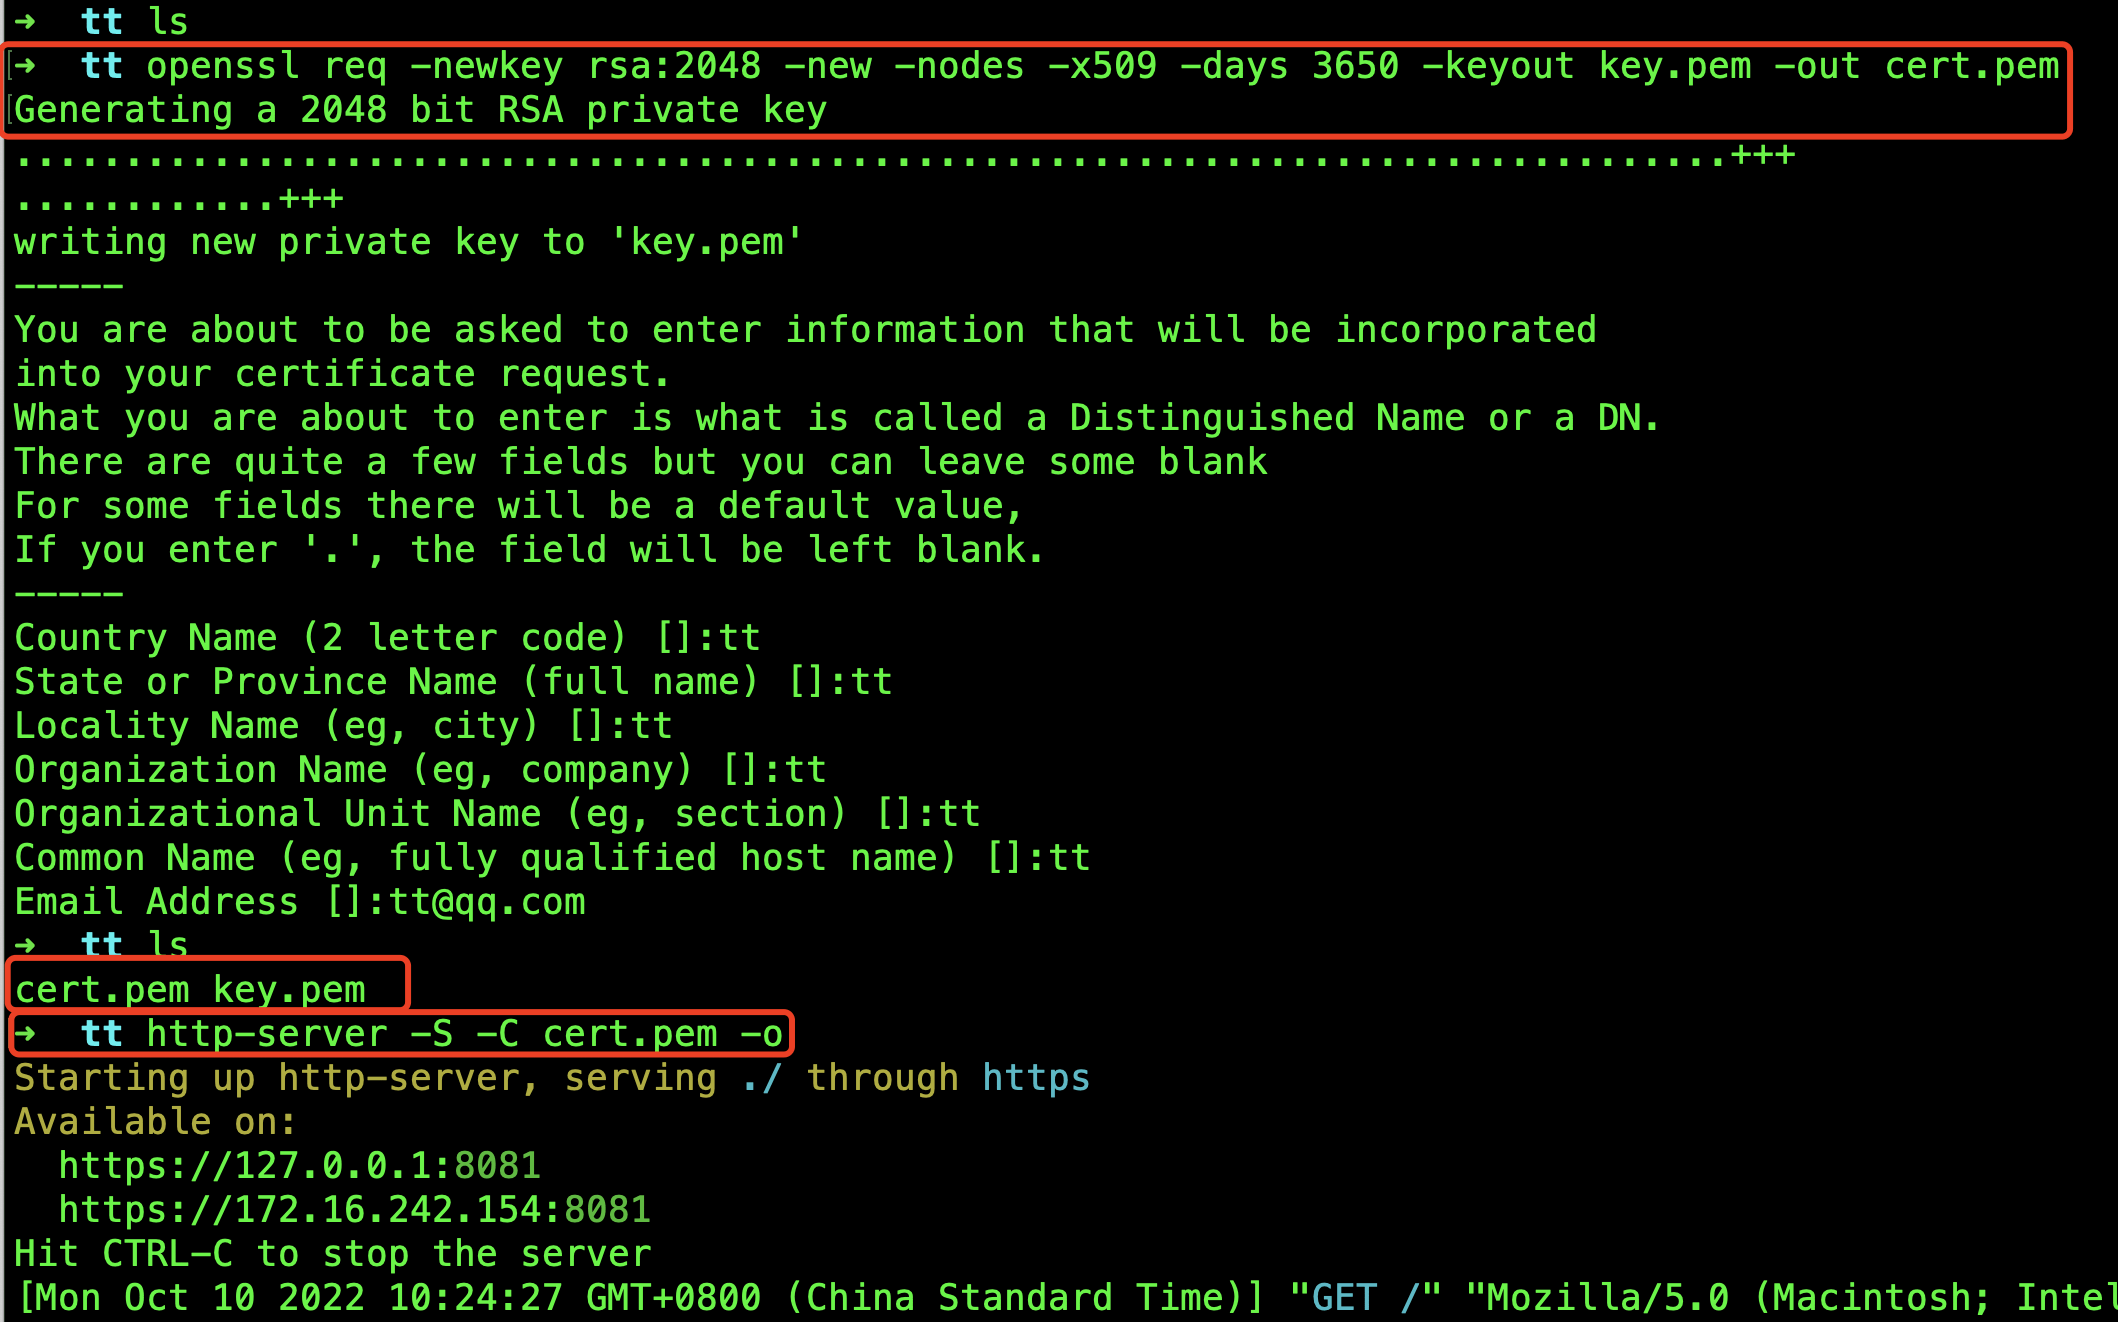 ➜  tt ls
➜  tt openssl req -newkey rsa:2048 -new -nodes -x509 -days 3650 -keyout key.pem -out cert.pem
Generating a 2048 bit RSA private key
..............................................................................+++
............+++
writing new private key to 'key.pem'
-----
You are about to be asked to enter information that will be incorporated
into your certificate request.
What you are about to enter is what is called a Distinguished Name or a DN.
There are quite a few fields but you can leave some blank
For some fields there will be a default value,
If you enter '.', the field will be left blank.
-----
Country Name (2 letter code) []:tt
State or Province Name (full name) []:tt
Locality Name (eg, city) []:tt
Organization Name (eg, company) []:tt
Organizational Unit Name (eg, section) []:tt
Common Name (eg, fully qualified host name) []:tt
Email Address []:tt@qq.com
➜  tt ls
cert.pem key.pem
➜  tt http-server -S -C cert.pem -o
Starting up http-server, serving ./ through https
Available on:
  https://127.0.0.1:8081
  https://172.16.242.154:8081
Hit CTRL-C to stop the server
[Mon Oct 10 2022 10:24:27 GMT+0800 (China Standard Time)] "GET /" "Mozilla/5.0 (Macintosh; Intel